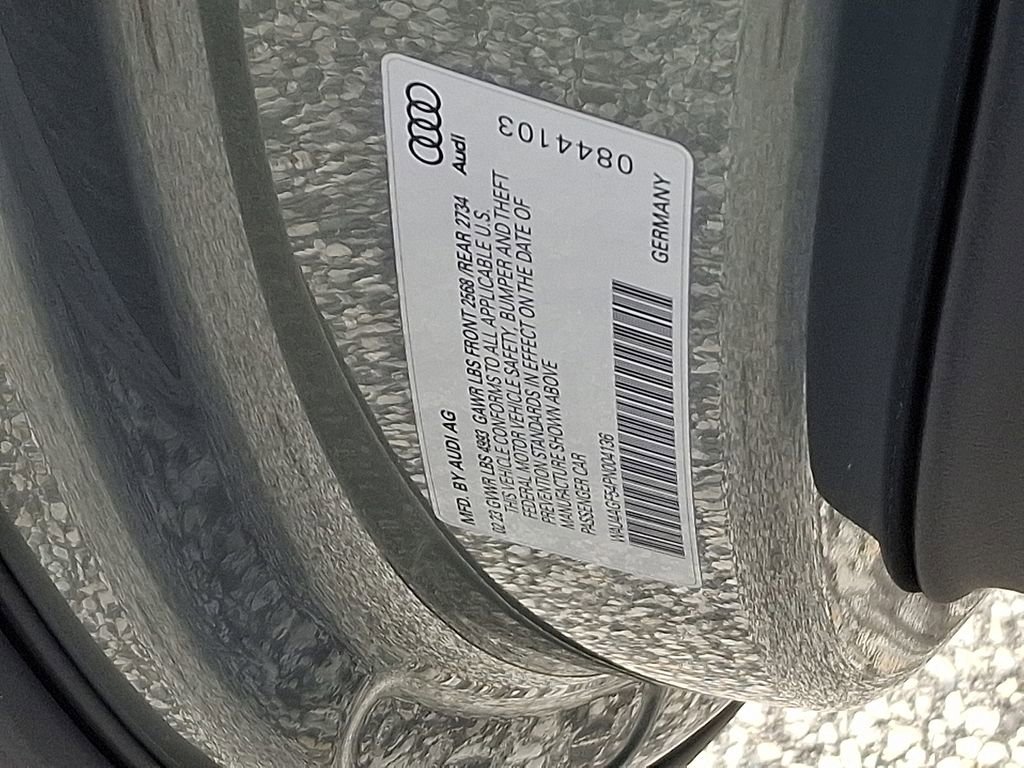 Audi
MFD. BY AUDI AG
02/23 GVWR LBS 4993 GAWR LBS FRONT 2568 /REAR 2734
THIS VEHICLE CONFORMS TO ALL APPLICABLE U.S.
FEDERAL MOTOR VEHICLE SAFETY, BUMPER AND THEFT
PREVENTION STANDARDS IN EFFECT ON THE DATE OF
MANUFACTURE SHOWN ABOVE
PASSENGER CAR
WAU4AGF54PN004136
GERMANY
0844103